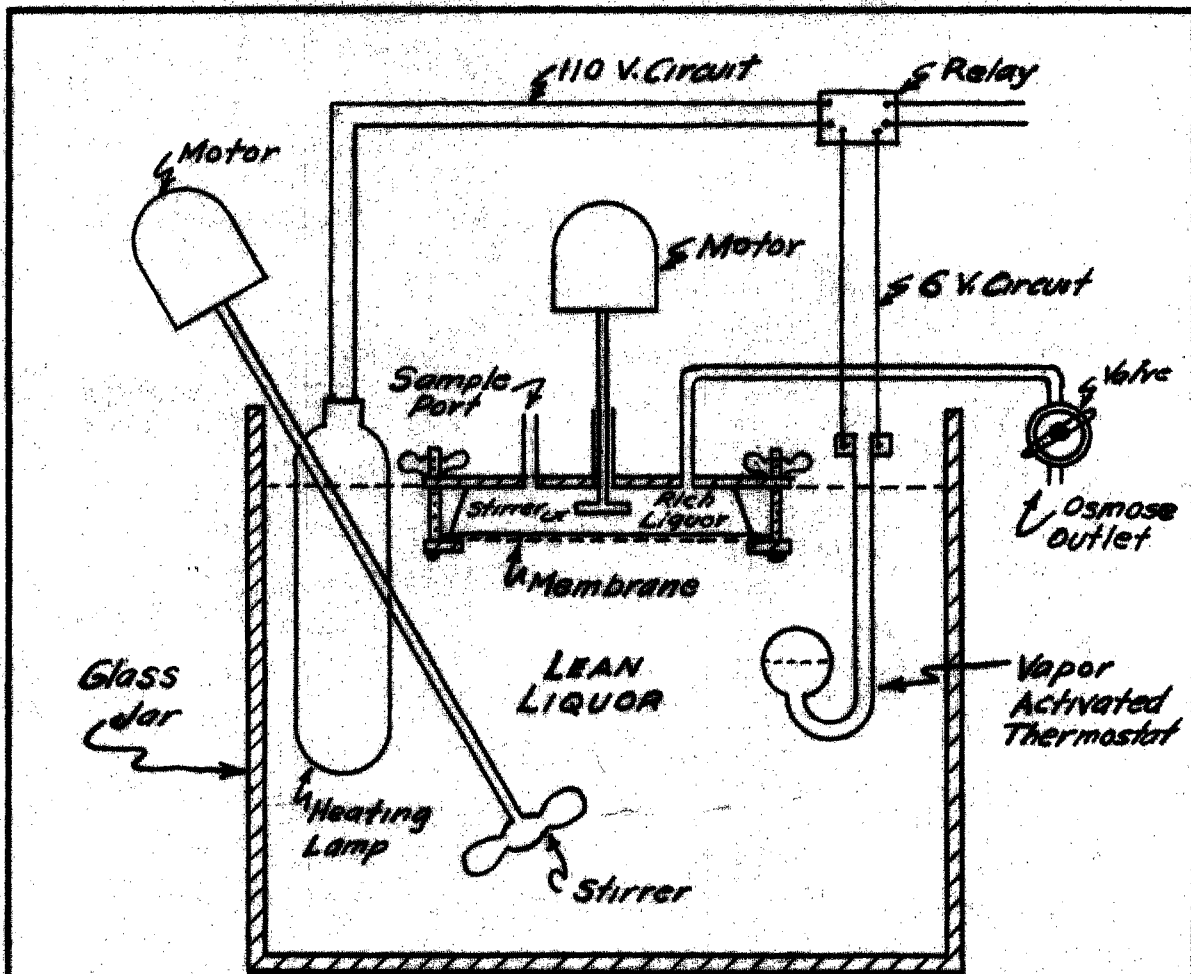 110 V. Circuit
Relay
Motor
Motor
6 V. Circuit
Sample
Port
Valve
Stirrer
Rich
Liquor
Osmose
Outlet
Membrane
LEAN
LIQUOR
Glass
Jar
Vapor
Activated
Thermostat
Heating
Lamp
Stirrer